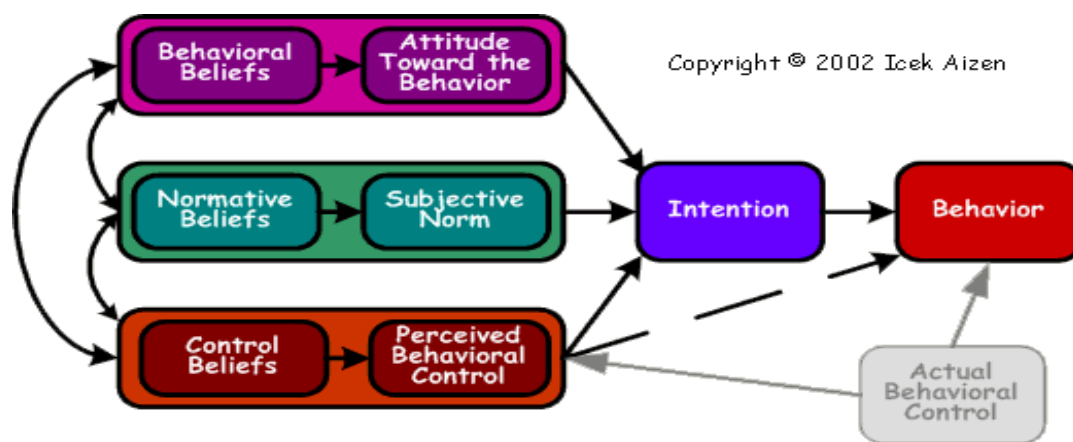 Behavioral
Beliefs
Attitude
Toward the
Behavior
Copyright © 2002 Icek Aizen
Normative
Beliefs
Subjective
Norm
Intention
Behavior
Control
Beliefs
Perceived
Behavioral
Control
Actual
Behavioral
Control